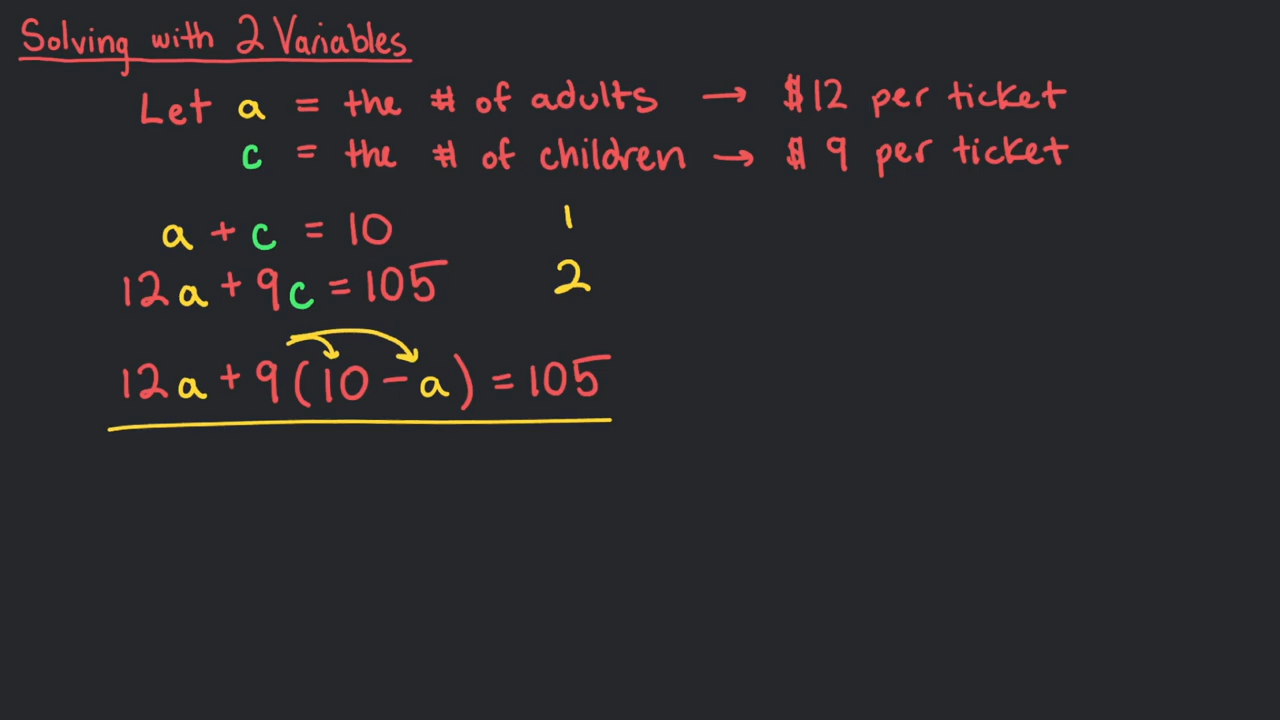 Solving with 2 Variables
Let a = the # of adults → $12 per ticket
c = the # of children → $ 9 per ticket
a + c = 10 1
12a + 9c = 105 2
12a + 9(10 - a) = 105